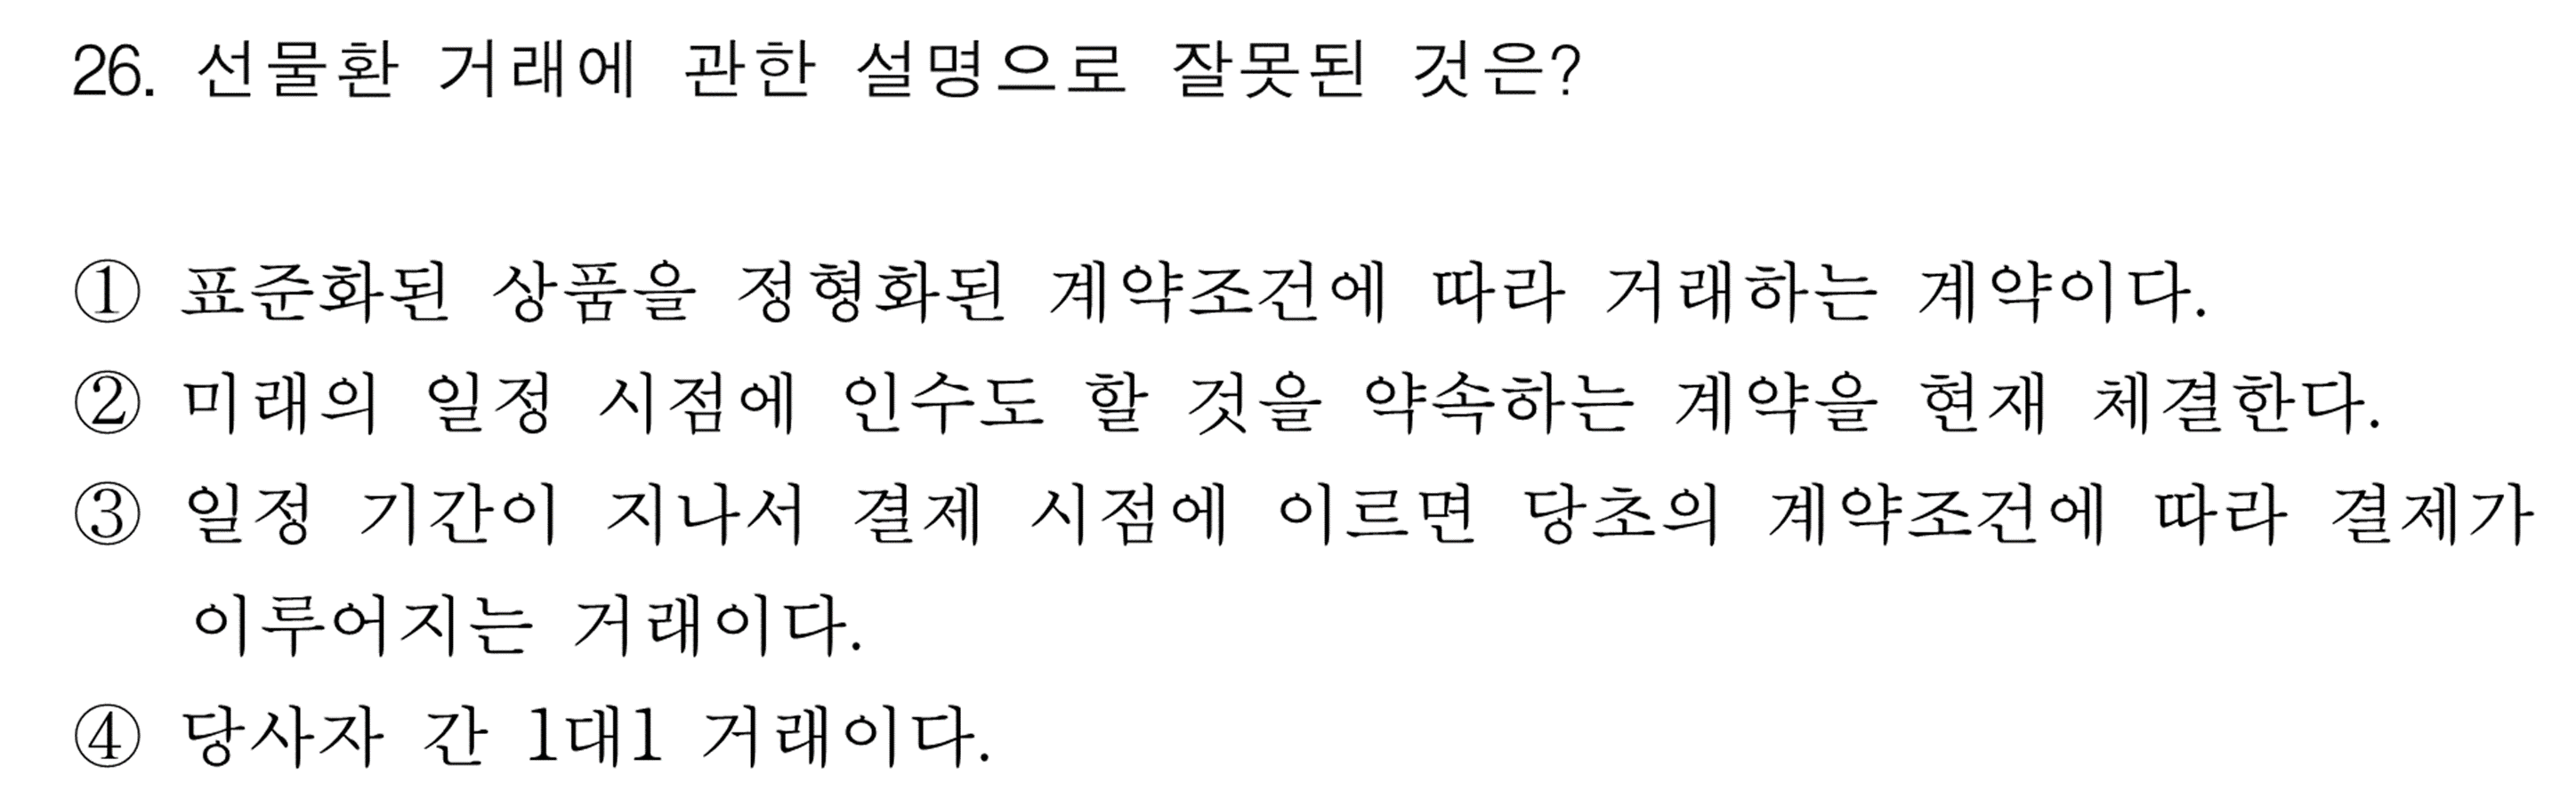 26. 선물환 거래에 관한 설명으로 잘못된 것은?
① 표준화된 상품을 정형화된 계약조건에 따라 거래하는 계약이다.
② 미래의 일정 시점에 인수도 할 것을 약속하는 계약을 현재 체결한다.
③ 일정 기간이 지나서 결제 시점에 이르면 당초의 계약조건에 따라 결제가
이루어지는 거래이다.
④ 당사자 간 1대1 거래이다.